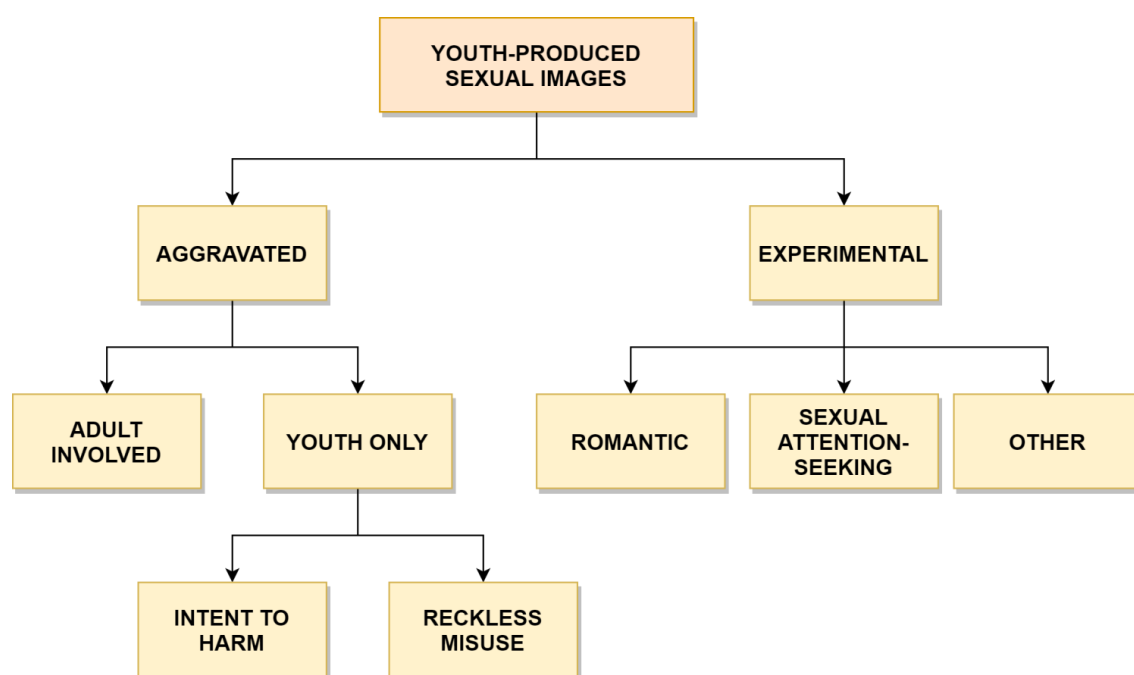 YOUTH-PRODUCED
SEXUAL IMAGES
AGGRAVATED
EXPERIMENTAL
ADULT
INVOLVED
YOUTH ONLY
ROMANTIC
SEXUAL
ATTENTION-
SEEKING
OTHER
INTENT TO
HARM
RECKLESS
MISUSE